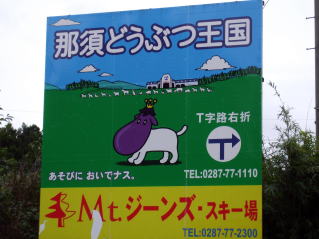 那須どうぶつ王国
T字路右折
あそびに おいでナス。
TEL:0287-77-1110
Mt.ジーンズ・スキー場
TEL:0287-77-2300